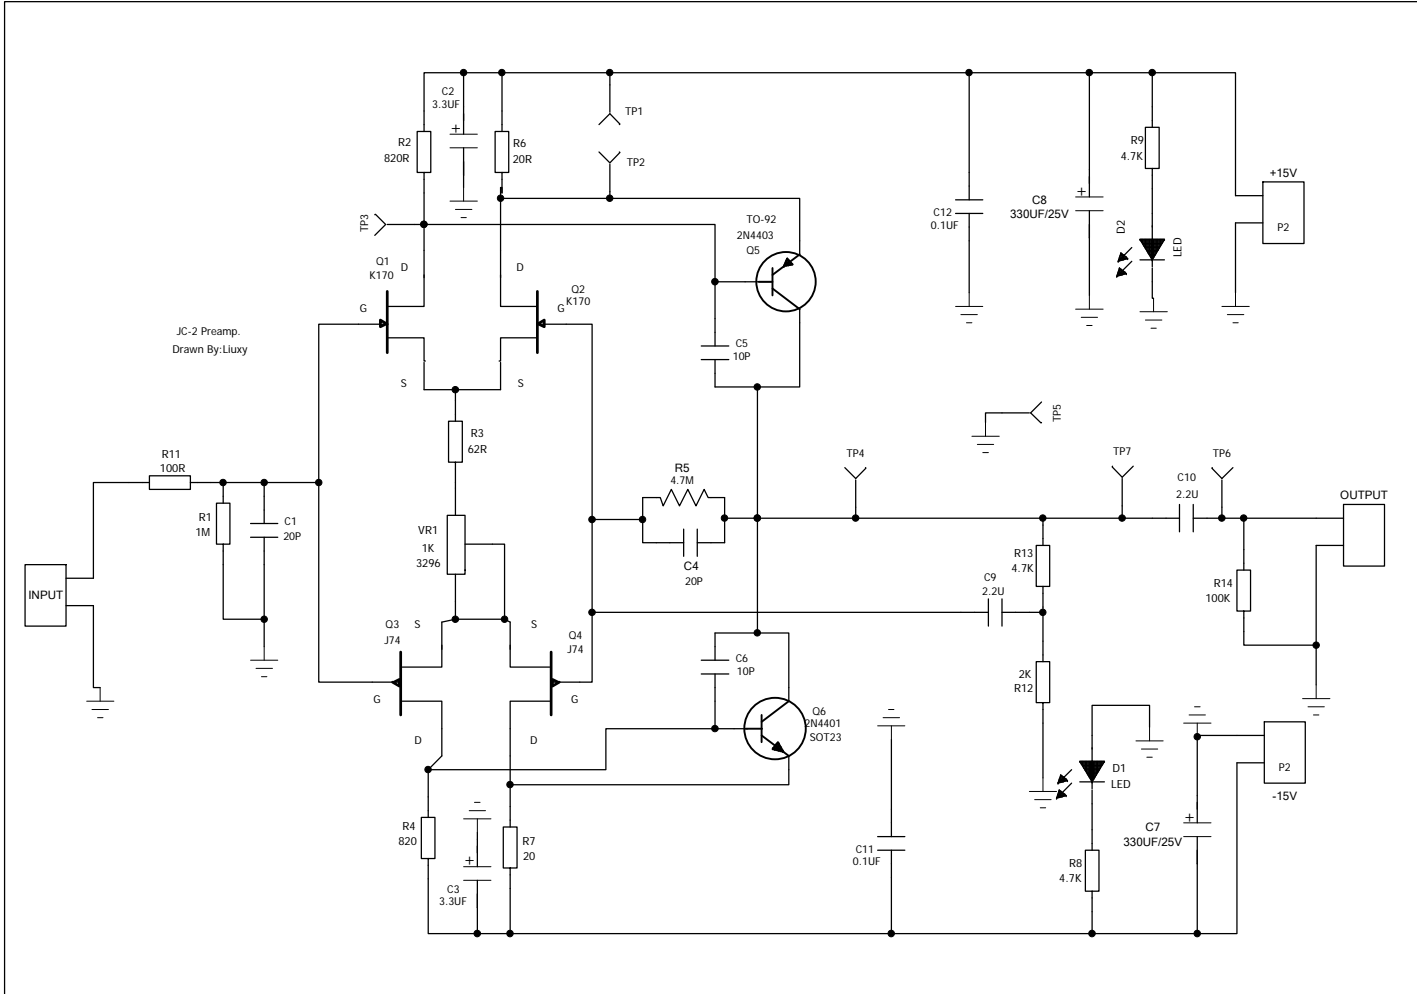 C2
3.3UF
R2
820R
R6
20R
TP1
TP2
R9
4.7K
+15V
P2
TP3
TO-92
2N4403
Q5
C12
0.1UF
C8
330UF/25V
D2
LED
Q1
K170
D
D
G
G
Q2
K170
JC-2 Preamp.
Drawn By:Liuxy
C5
10P
S
S
TP5
R3
62R
R11
100R
R5
4.7M
TP4
TP7
TP6
C10
2.2U
OUTPUT
R1
1M
C1
20P
VR1
1K
3296
C4
20P
R13
4.7K
C9
2.2U
R14
100K
INPUT
Q3
J74
S
S
Q4
J74
G
G
C6
10P
2K
R12
Q6
2N4401
SOT23
D
D
D1
LED
P2
-15V
R4
820
R7
20
C11
0.1UF
C7
330UF/25V
R8
4.7K
C3
3.3UF